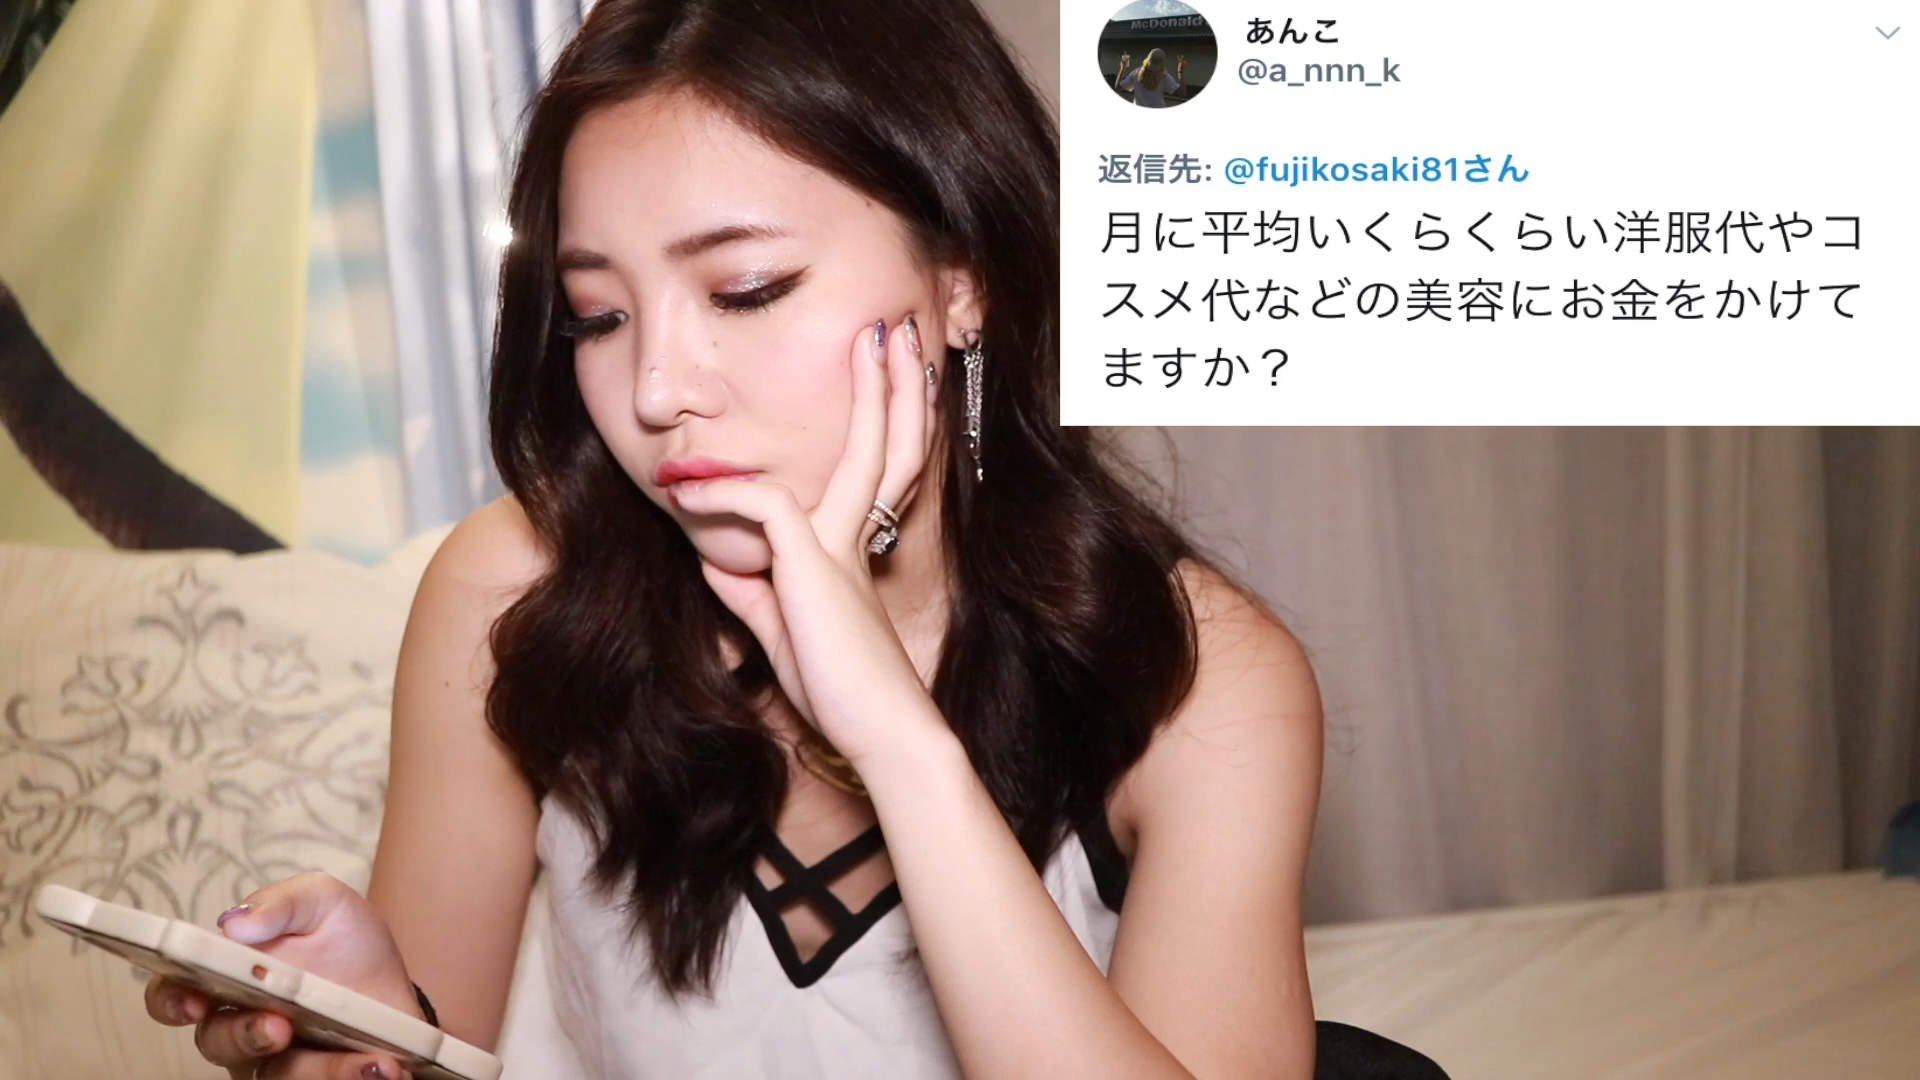 McDonald
あんこ
@a_nnn_k
返信先: @fujikosaki81さん
月に平均いくらくらい洋服代やコ
スメ代などの美容にお金をかけて
ますか？